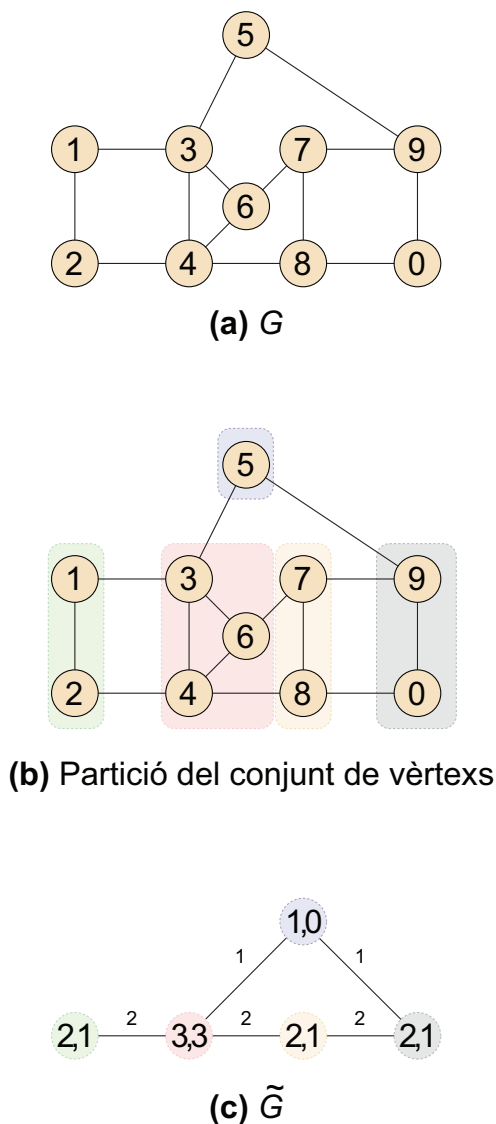 5
1 3 7 9
6
2 4 8 0
(a) G
5
1 3 7 9
6
2 4 8 0
(b) Partició del conjunt de vèrtexs
1,0
1 1
2 2 2
2,1 3,3 2,1 2,1
(c) G̃